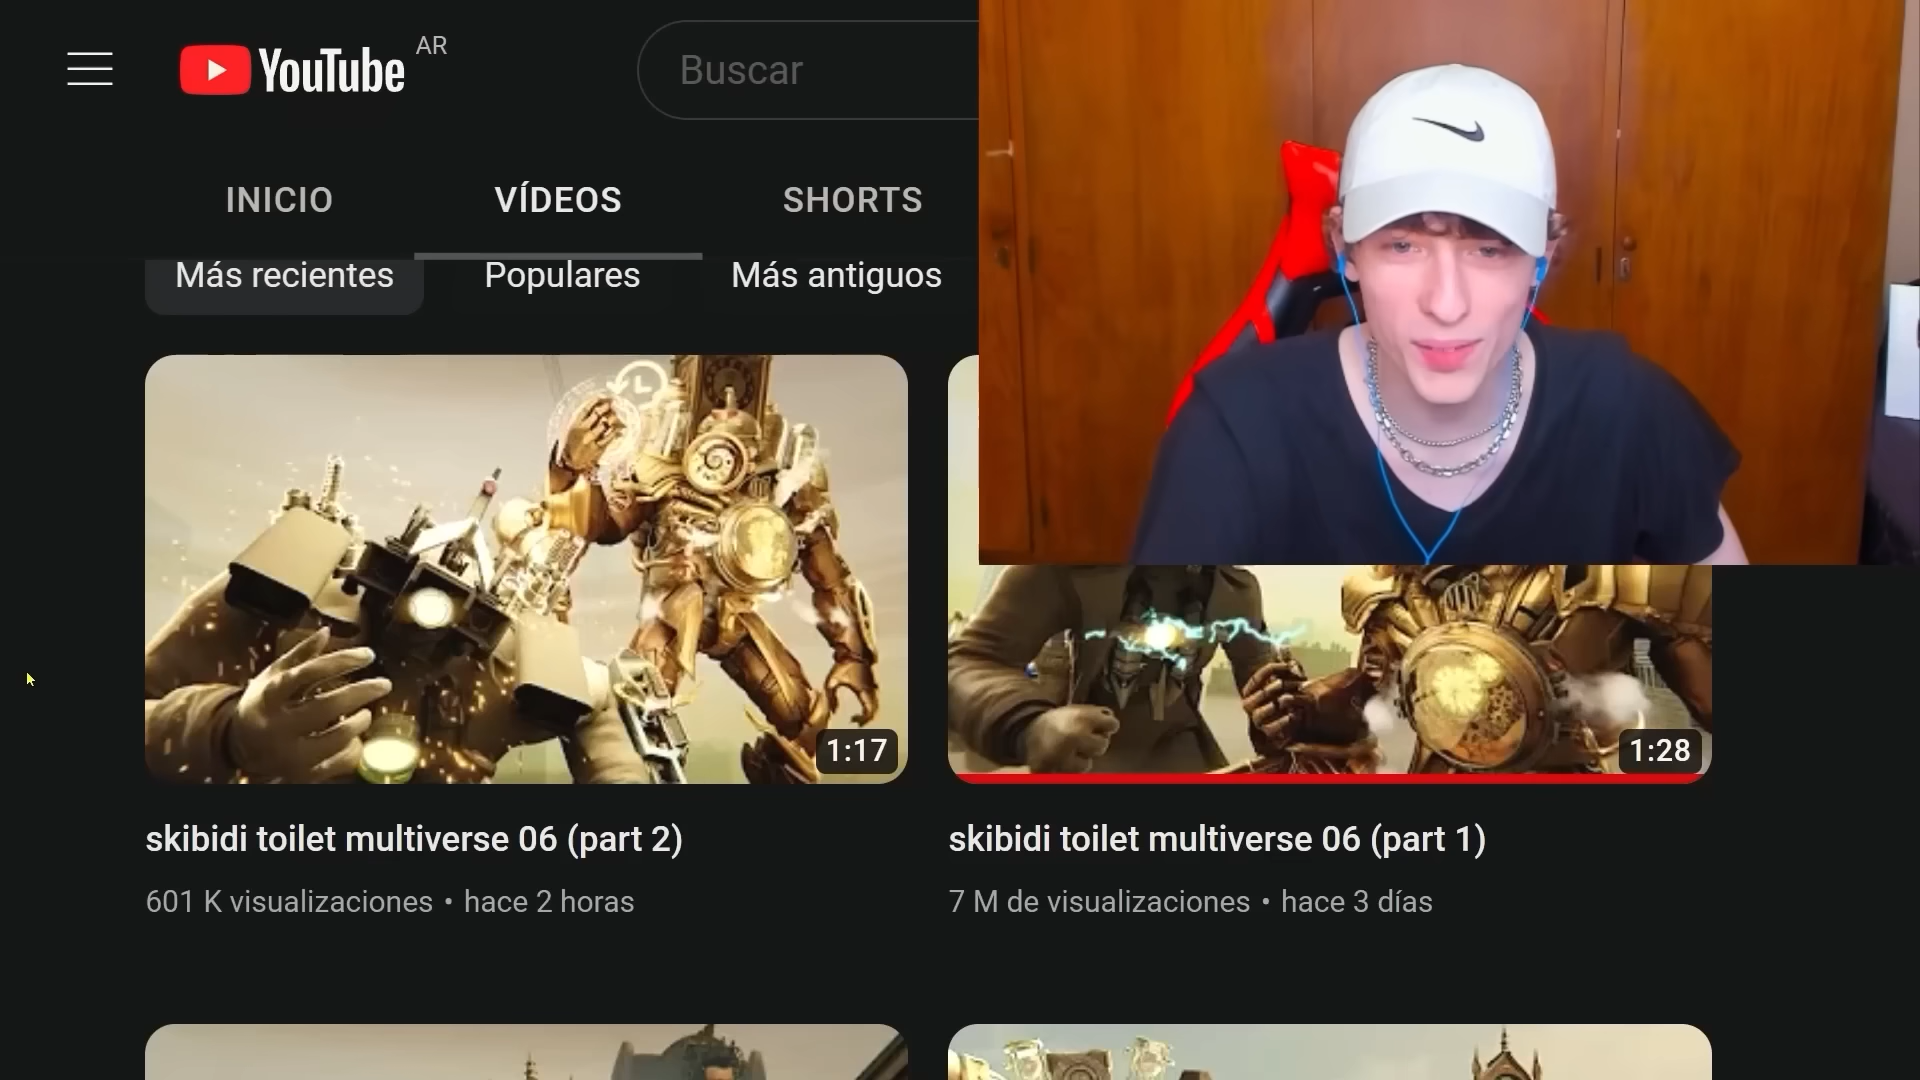 YouTube AR
Buscar
INICIO VÍDEOS SHORTS
Más recientes Populares Más antiguos
1:17
1:28
skibidi toilet multiverse 06 (part 2)
601 K visualizaciones • hace 2 horas
skibidi toilet multiverse 06 (part 1)
7 M de visualizaciones • hace 3 días